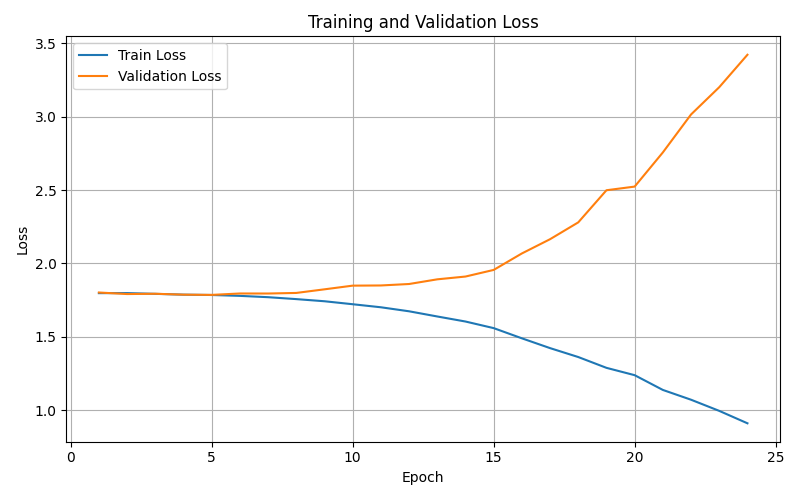 Training and Validation Loss
Train Loss
Validation Loss
3.5
3.0
2.5
2.0
1.5
1.0
Loss
0 5 10 15 20 25
Epoch